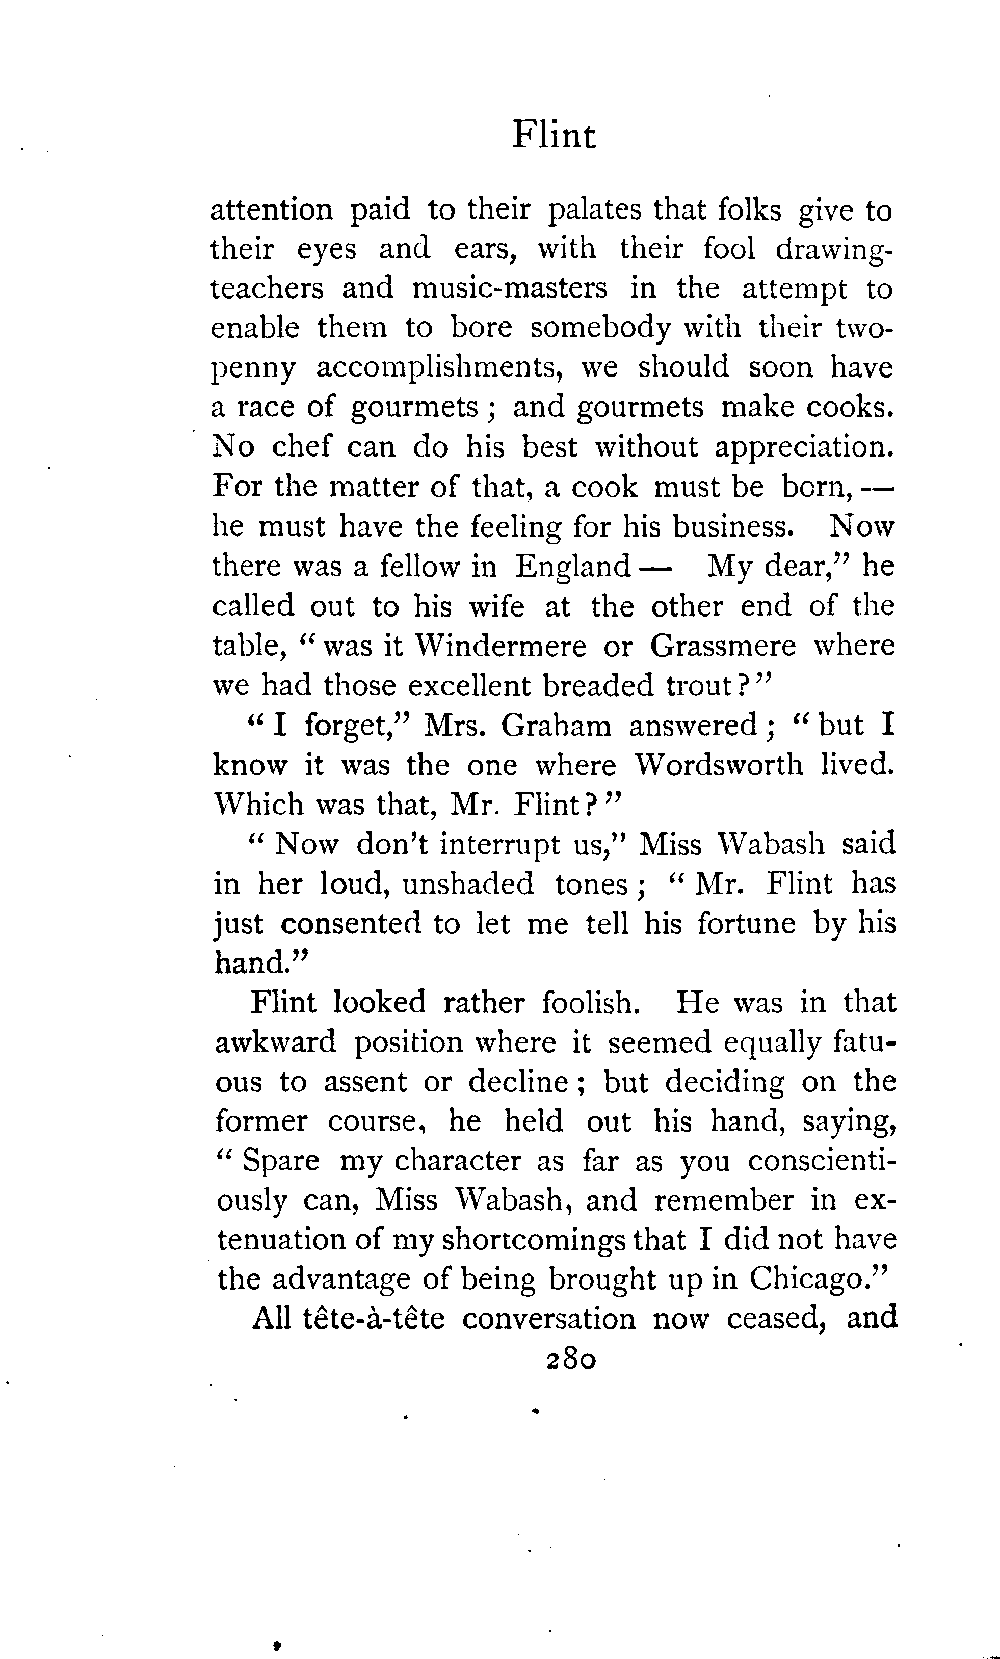 Flint
attention paid to their palates that folks give to
their eyes and ears, with their fool drawing-
teachers and music-masters in the attempt to
enable them to bore somebody with their two-
penny accomplishments, we should soon have
a race of gourmets; and gourmets make cooks.
No chef can do his best without appreciation.
For the matter of that, a cook must be born,—
he must have the feeling for his business. Now
there was a fellow in England— My dear," he
called out to his wife at the other end of the
table, "was it Windermere or Grassmere where
we had those excellent breaded trout?"
"I forget," Mrs. Graham answered; "but I
know it was the one where Wordsworth lived.
Which was that, Mr. Flint?"
"Now don't interrupt us," Miss Wabash said
in her loud, unshaded tones; "Mr. Flint has
just consented to let me tell his fortune by his
hand."
Flint looked rather foolish. He was in that
awkward position where it seemed equally fatu-
ous to assent or decline; but deciding on the
former course, he held out his hand, saying,
"Spare my character as far as you conscienti-
ously can, Miss Wabash, and remember in ex-
tenuation of my shortcomings that I did not have
the advantage of being brought up in Chicago."
All tête-à-tête conversation now ceased, and
280